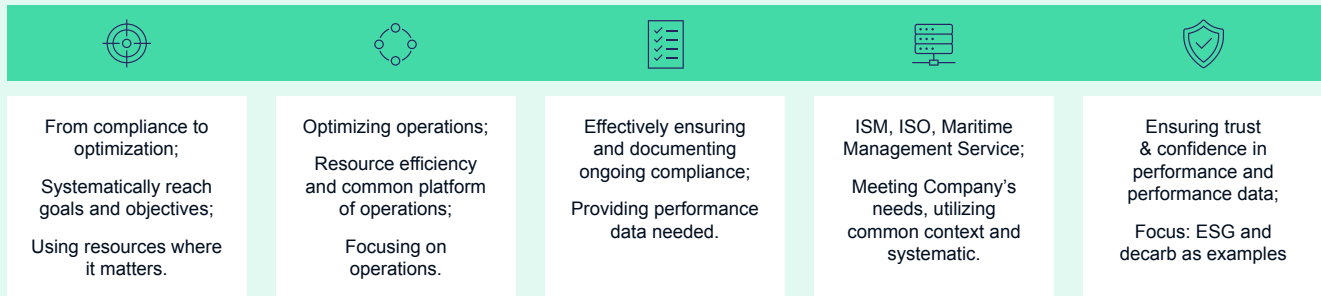 From compliance to
optimization;
Systematically reach
goals and objectives;
Using resources where
it matters.
Optimizing operations;
Resource efficiency
and common platform
of operations;
Focusing on
operations.
Effectively ensuring
and documenting
ongoing compliance;
Providing performance
data needed.
ISM, ISO, Maritime
Management Service;
Meeting Company’s
needs, utilizing
common context and
systematic.
Ensuring trust
& confidence in
performance and
performance data;
Focus: ESG and
decarb as examples